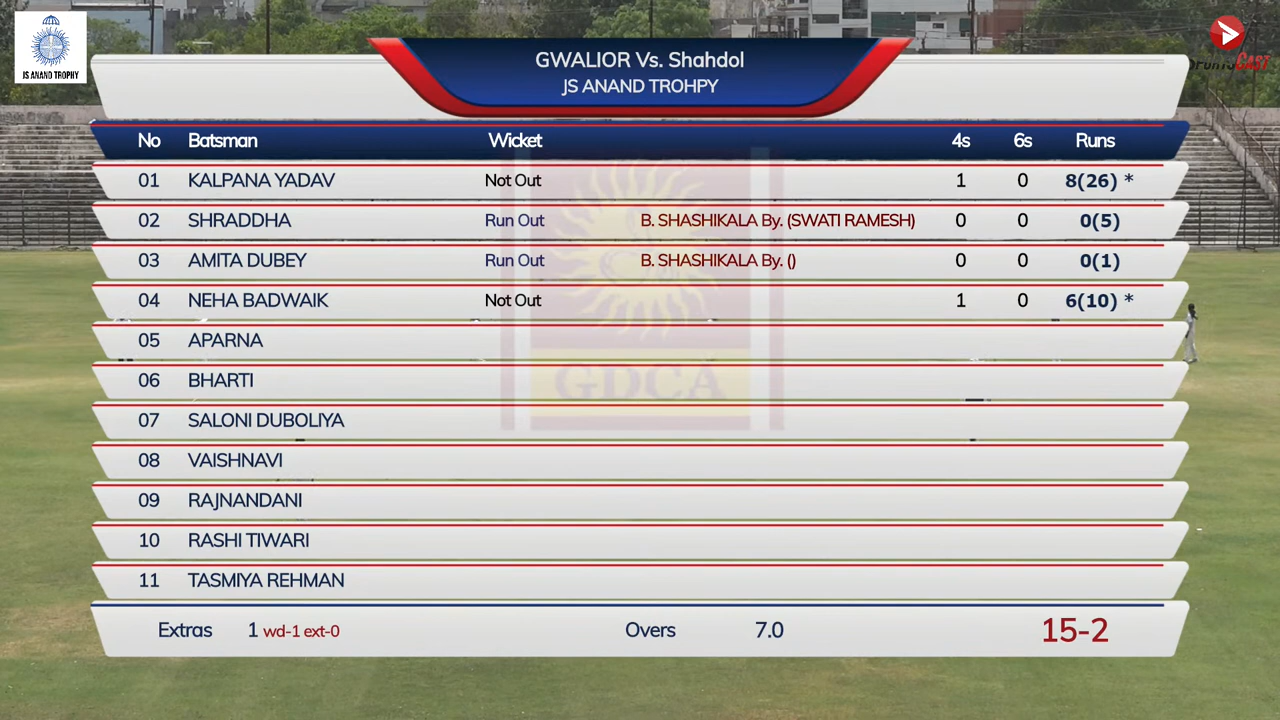 JS ANAND TROPHY
GWALIOR Vs. Shahdol
JS ANAND TROHPY
SPORTSCAST
No Batsman Wicket 4s 6s Runs
01 KALPANA YADAV Not Out 1 0 8(26) *
02 SHRADDHA Run Out B. SHASHIKALA By. (SWATI RAMESH) 0 0 0(5)
03 AMITA DUBEY Run Out B. SHASHIKALA By. () 0 0 0(1)
04 NEHA BADWAIK Not Out 1 0 6(10) *
05 APARNA
06 BHARTI
GDCA
07 SALONI DUBOLIYA
08 VAISHNAVI
09 RAJNANDANI
10 RASHI TIWARI
11 TASMIYA REHMAN
Extras 1 wd-1 ext-0 Overs 7.0 15-2